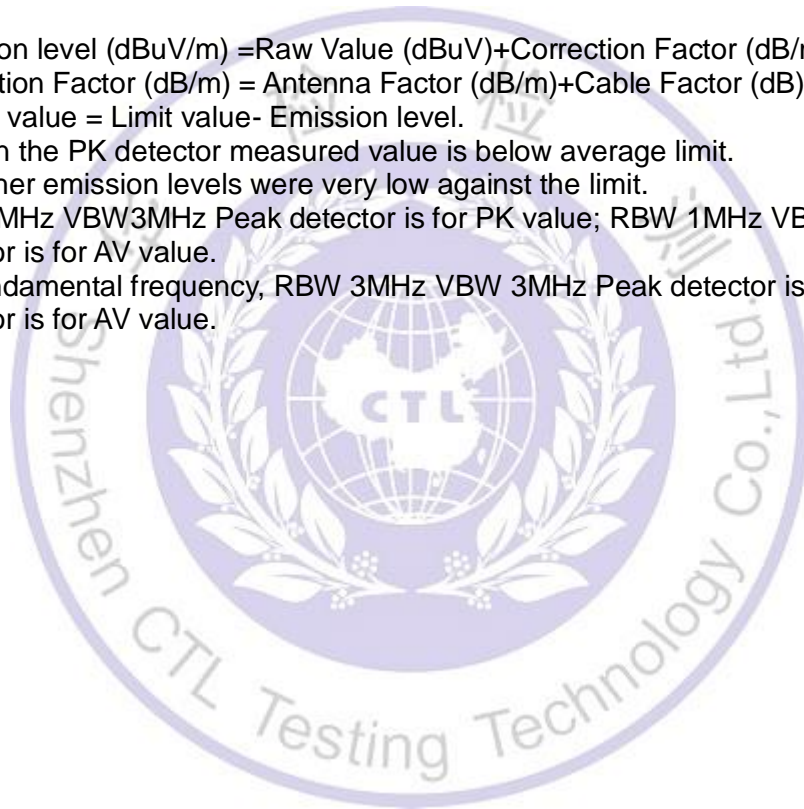 on level (dBuV/m) =Raw Value (dBuV)+Correction Factor (dB/m
tion Factor (dB/m) = Antenna Factor (dB/m)+Cable Factor (dB)
value = Limit value- Emission level.
n the PK detector measured value is below average limit.
ner emission levels were very low against the limit.
MHz VBW3MHz Peak detector is for PK value; RBW 1MHz VB
or is for AV value.
ndamental frequency, RBW 3MHz VBW 3MHz Peak detector is
or is for AV value.
CTL
Shenzhen CTL Testing Technology Co.,Ltd.
检 测